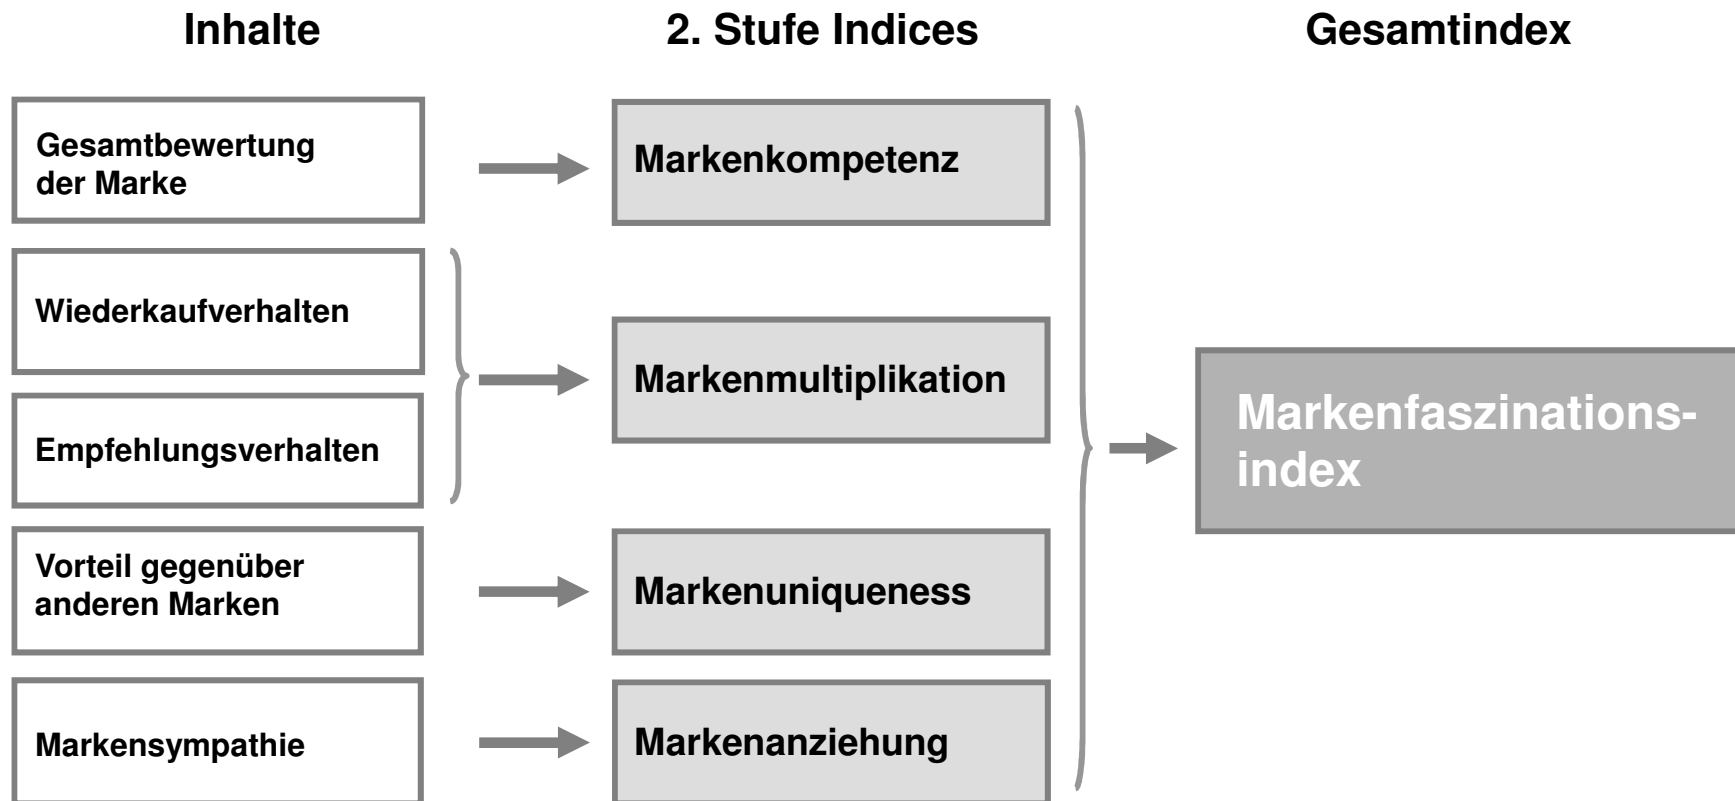 Inhalte
2. Stufe Indices
Gesamtindex
Gesamtbewertung
der Marke
Markenkompetenz
Wiederkaufverhalten
Markenmultiplikation
Empfehlungsverhalten
Markenfaszinations-
index
Vorteil gegenüber
anderen Marken
Markenuniqueness
Markensympathie
Markenanziehung